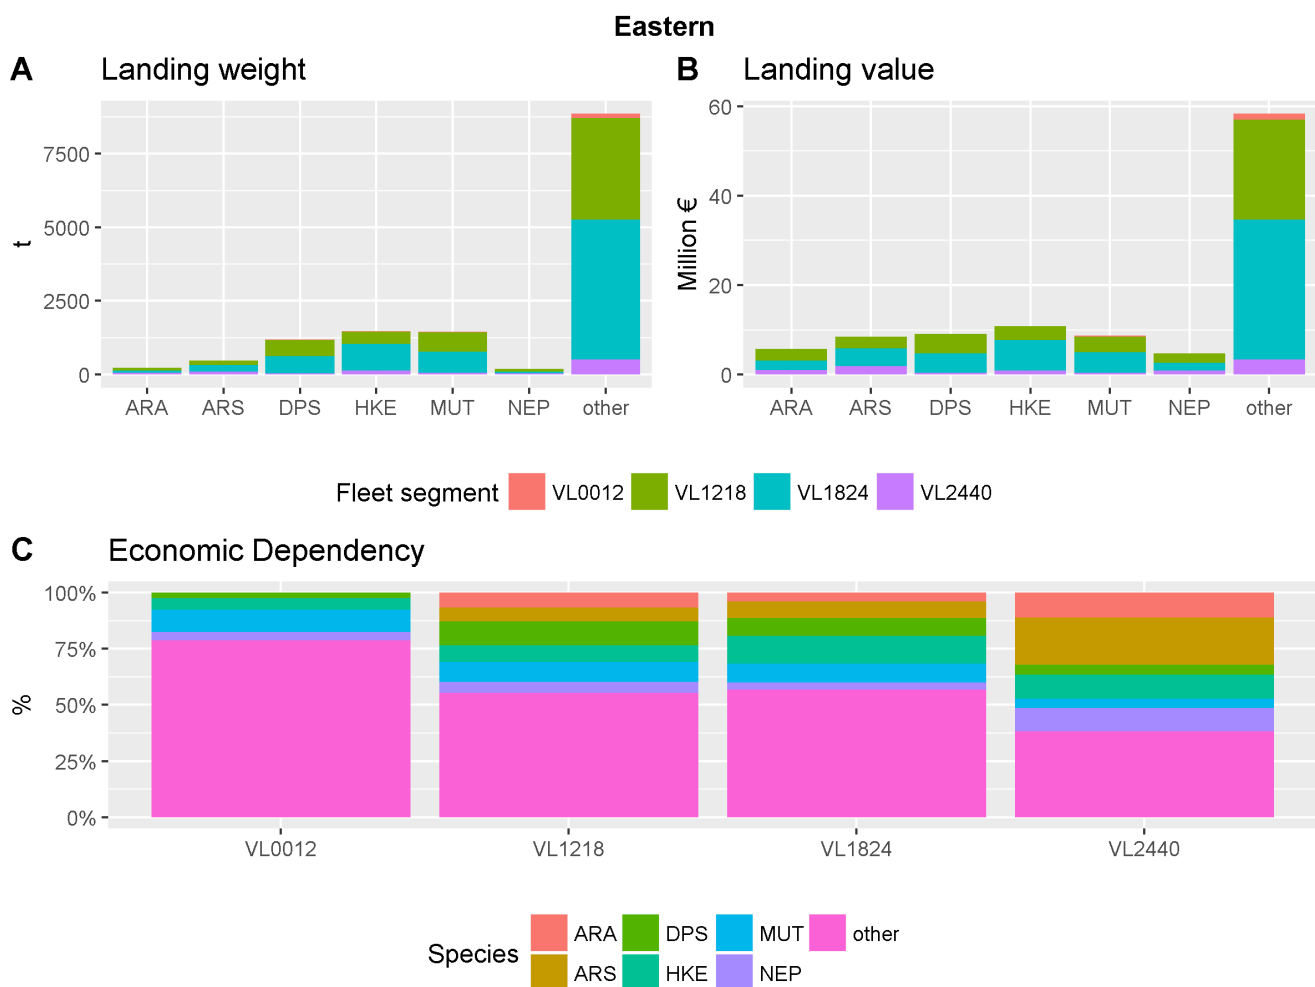 Eastern
A Landing weight
7500
5000
2500
0
t
ARA ARS DPS HKE MUT NEP other
B Landing value
60
40
20
0
Million €
ARA ARS DPS HKE MUT NEP other
Fleet segment VL0012 VL1218 VL1824 VL2440
C Economic Dependency
100%
75%
50%
25%
0%
%
VL0012 VL1218 VL1824 VL2440
Species
ARA DPS MUT other
ARS HKE NEP